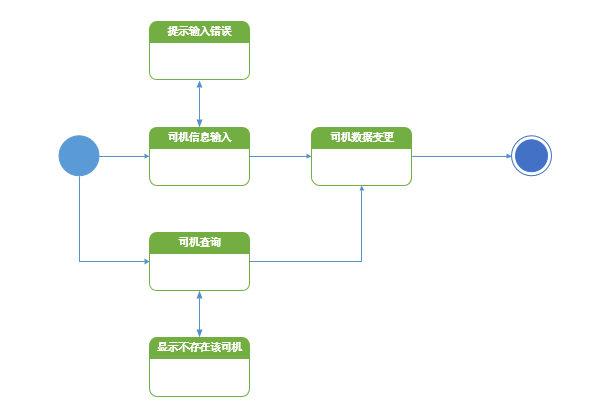 提示输入错误
司机信息输入
司机数据变更
司机查询
显示不存在该司机